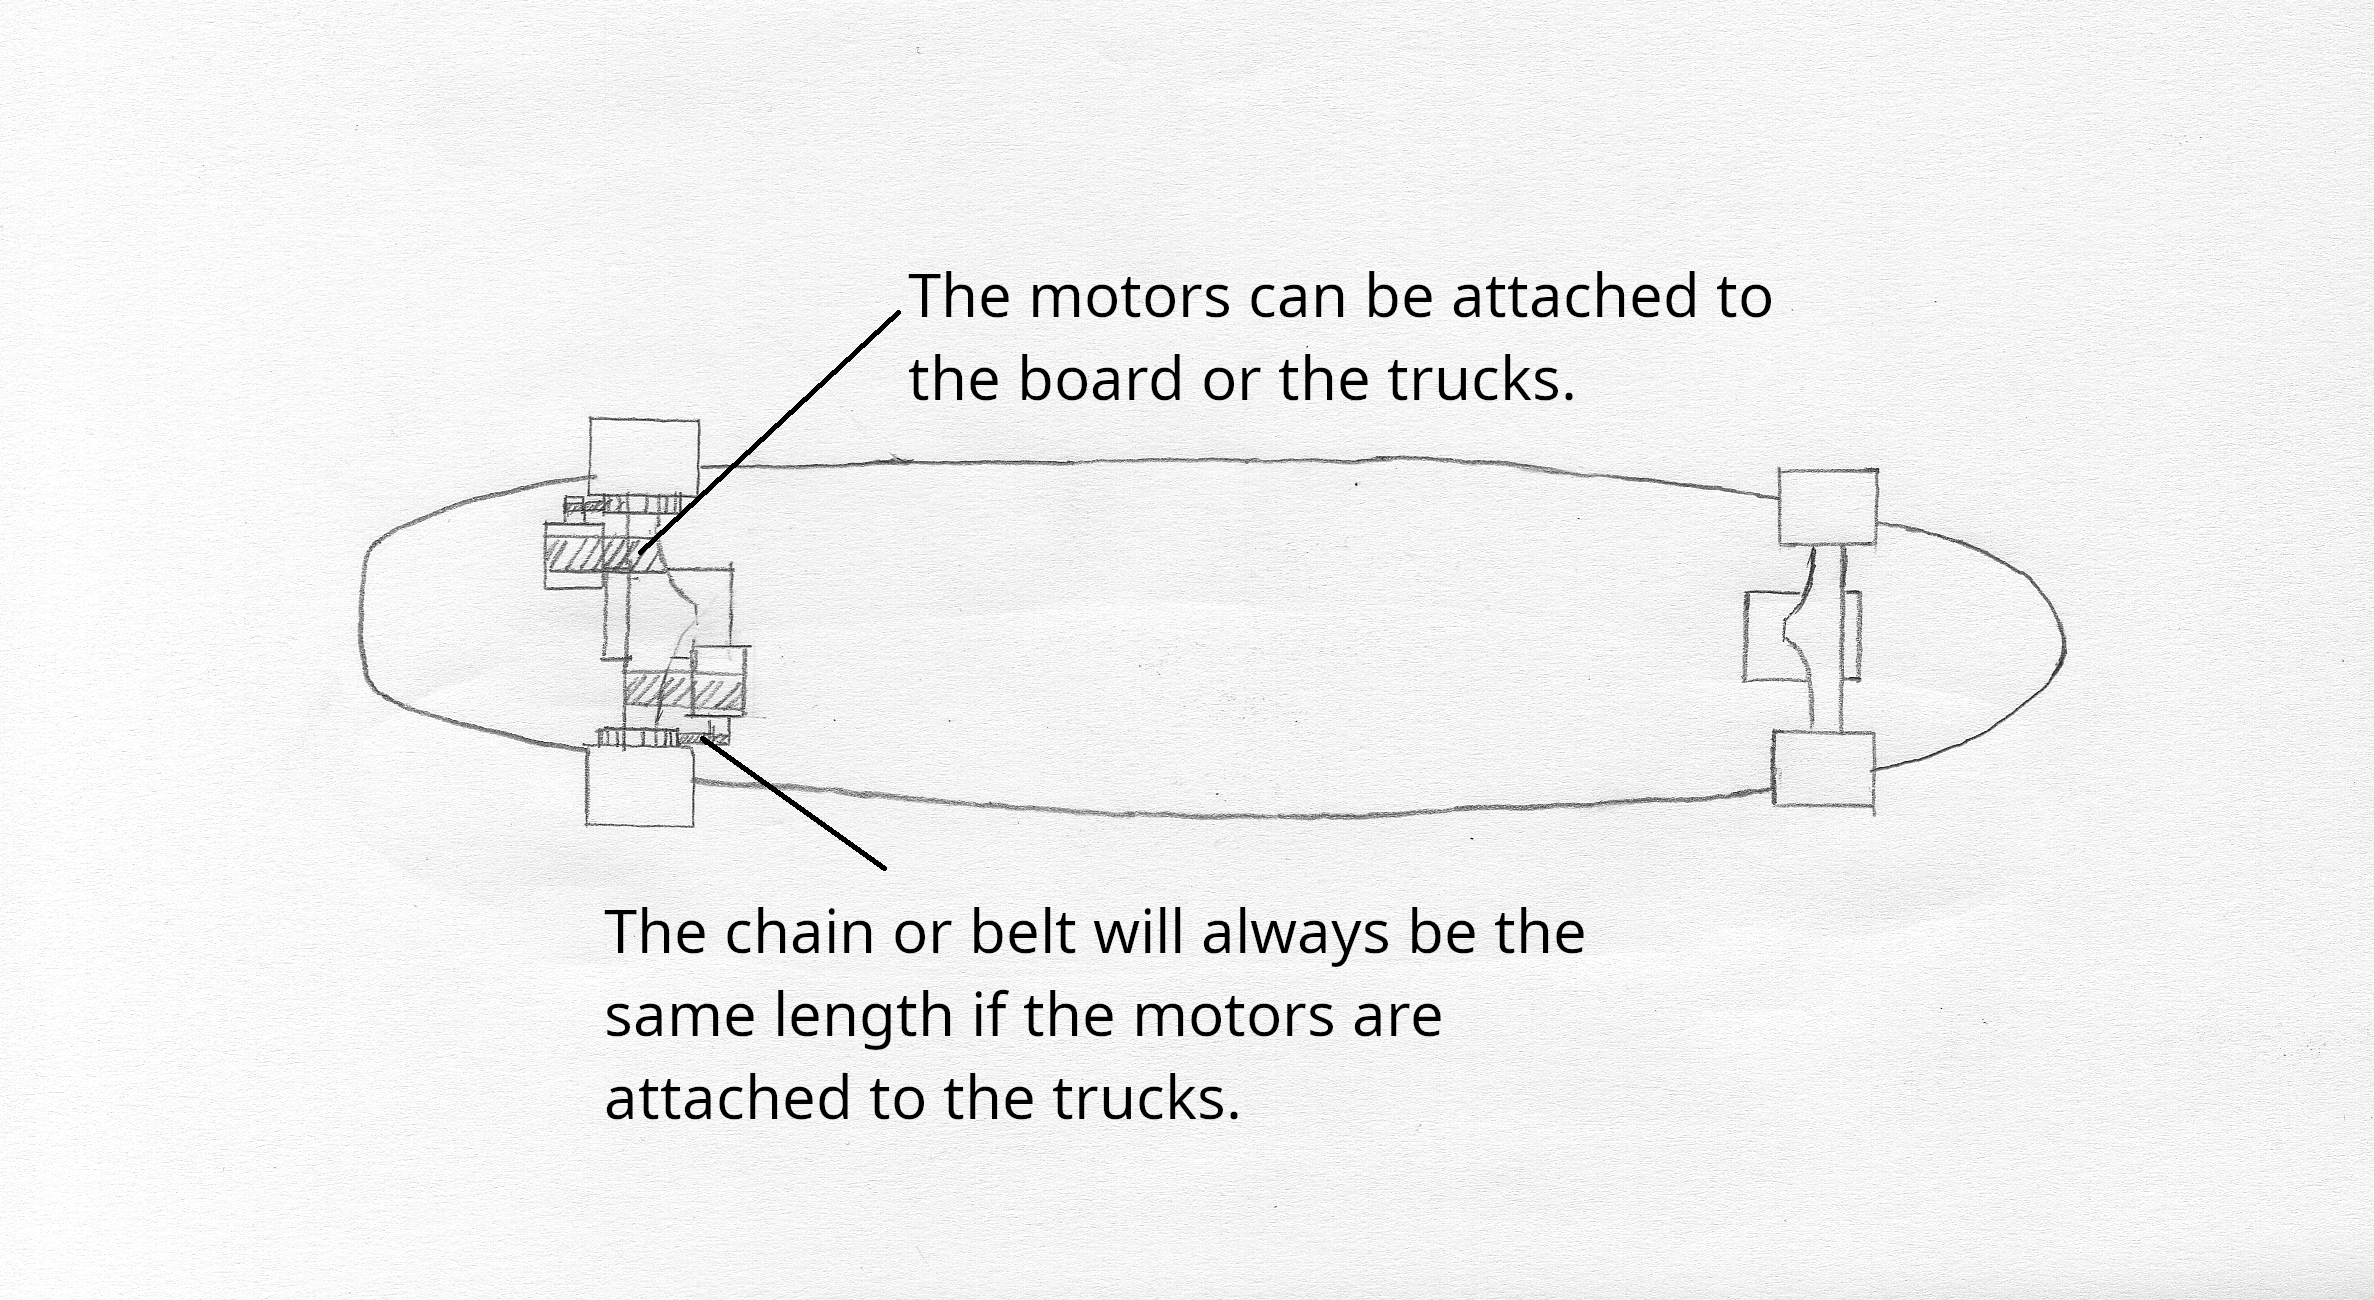 The motors can be attached to
the board or the trucks.
The chain or belt will always be the
same length if the motors are
attached to the trucks.